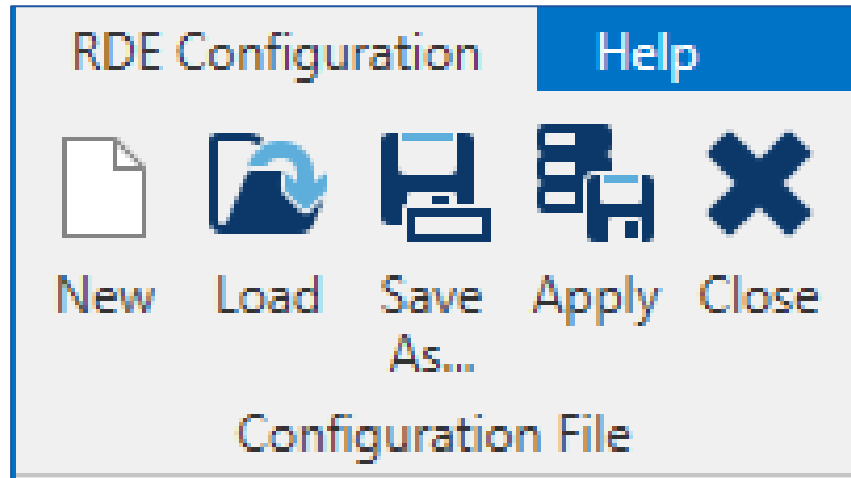 RDE Configuration Help
New Load Save As... Apply Close
Configuration File